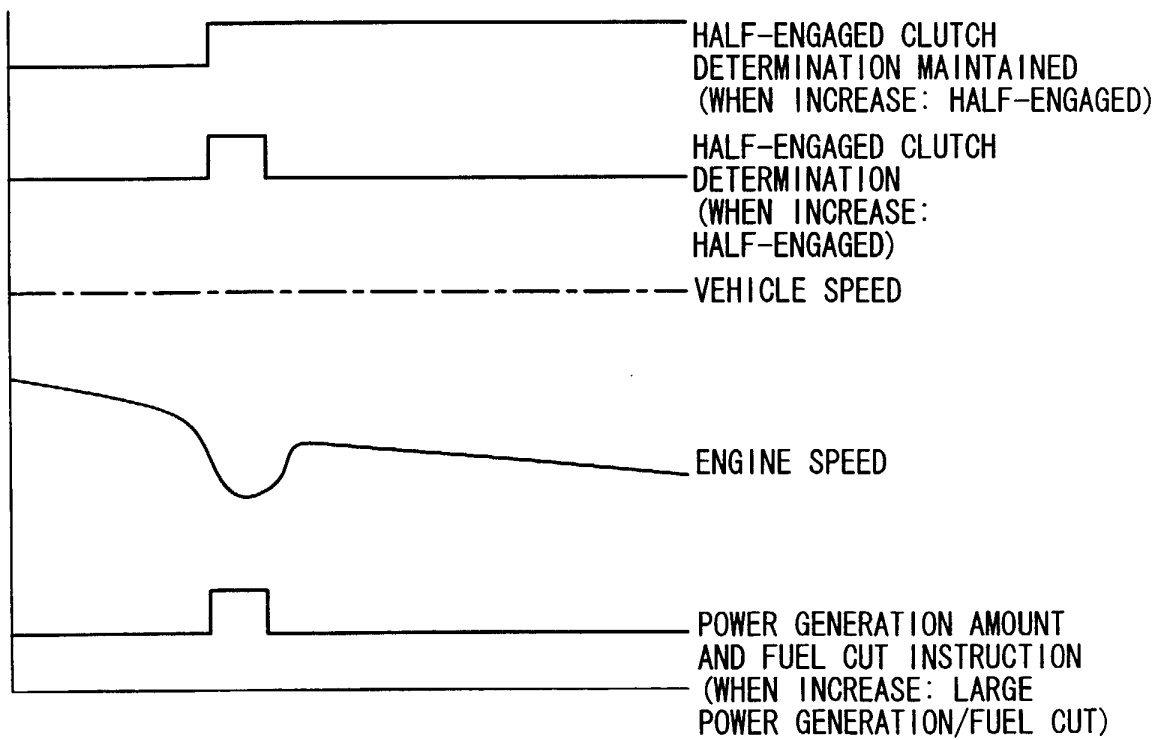 HALF-ENGAGED CLUTCH
DETERMINATION MAINTAINED
(WHEN INCREASE: HALF-ENGAGED)
HALF-ENGAGED CLUTCH
DETERMINATION
(WHEN INCREASE:
HALF-ENGAGED)
VEHICLE SPEED
ENGINE SPEED
POWER GENERATION AMOUNT
AND FUEL CUT INSTRUCTION
(WHEN INCREASE: LARGE
POWER GENERATION/FUEL CUT)